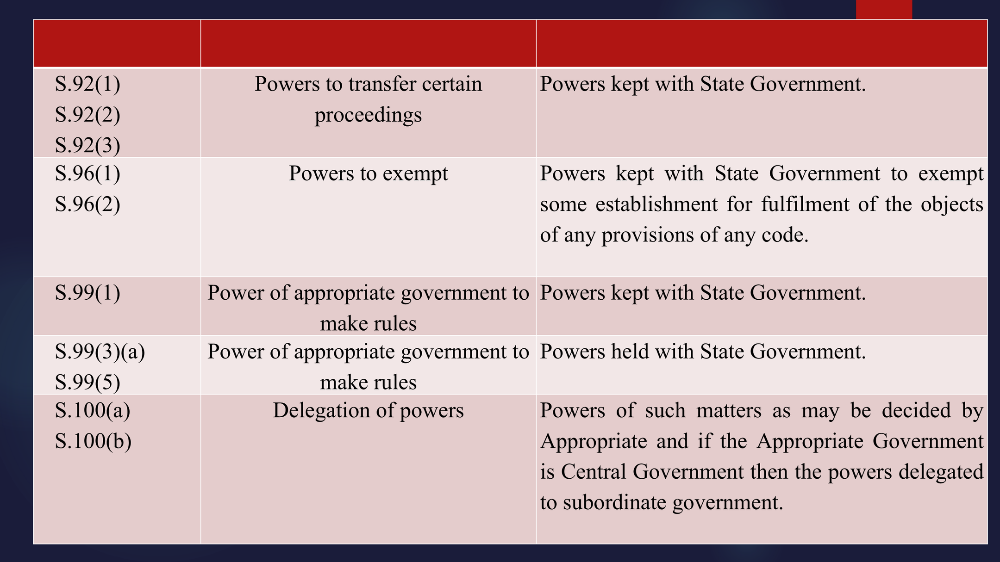 S.92(1)
S.92(2)
S.92(3)
Powers to transfer certain
proceedings
Powers kept with State Government.
S.96(1)
S.96(2)
Powers to exempt
Powers kept with State Government to exempt
some establishment for fulfilment of the objects
of any provisions of any code.
S.99(1)
Power of appropriate government to
make rules
Powers kept with State Government.
S.99(3)(a)
S.99(5)
Power of appropriate government to
make rules
Powers held with State Government.
S.100(a)
S.100(b)
Delegation of powers
Powers of such matters as may be decided by
Appropriate and if the Appropriate Government
is Central Government then the powers delegated
to subordinate government.